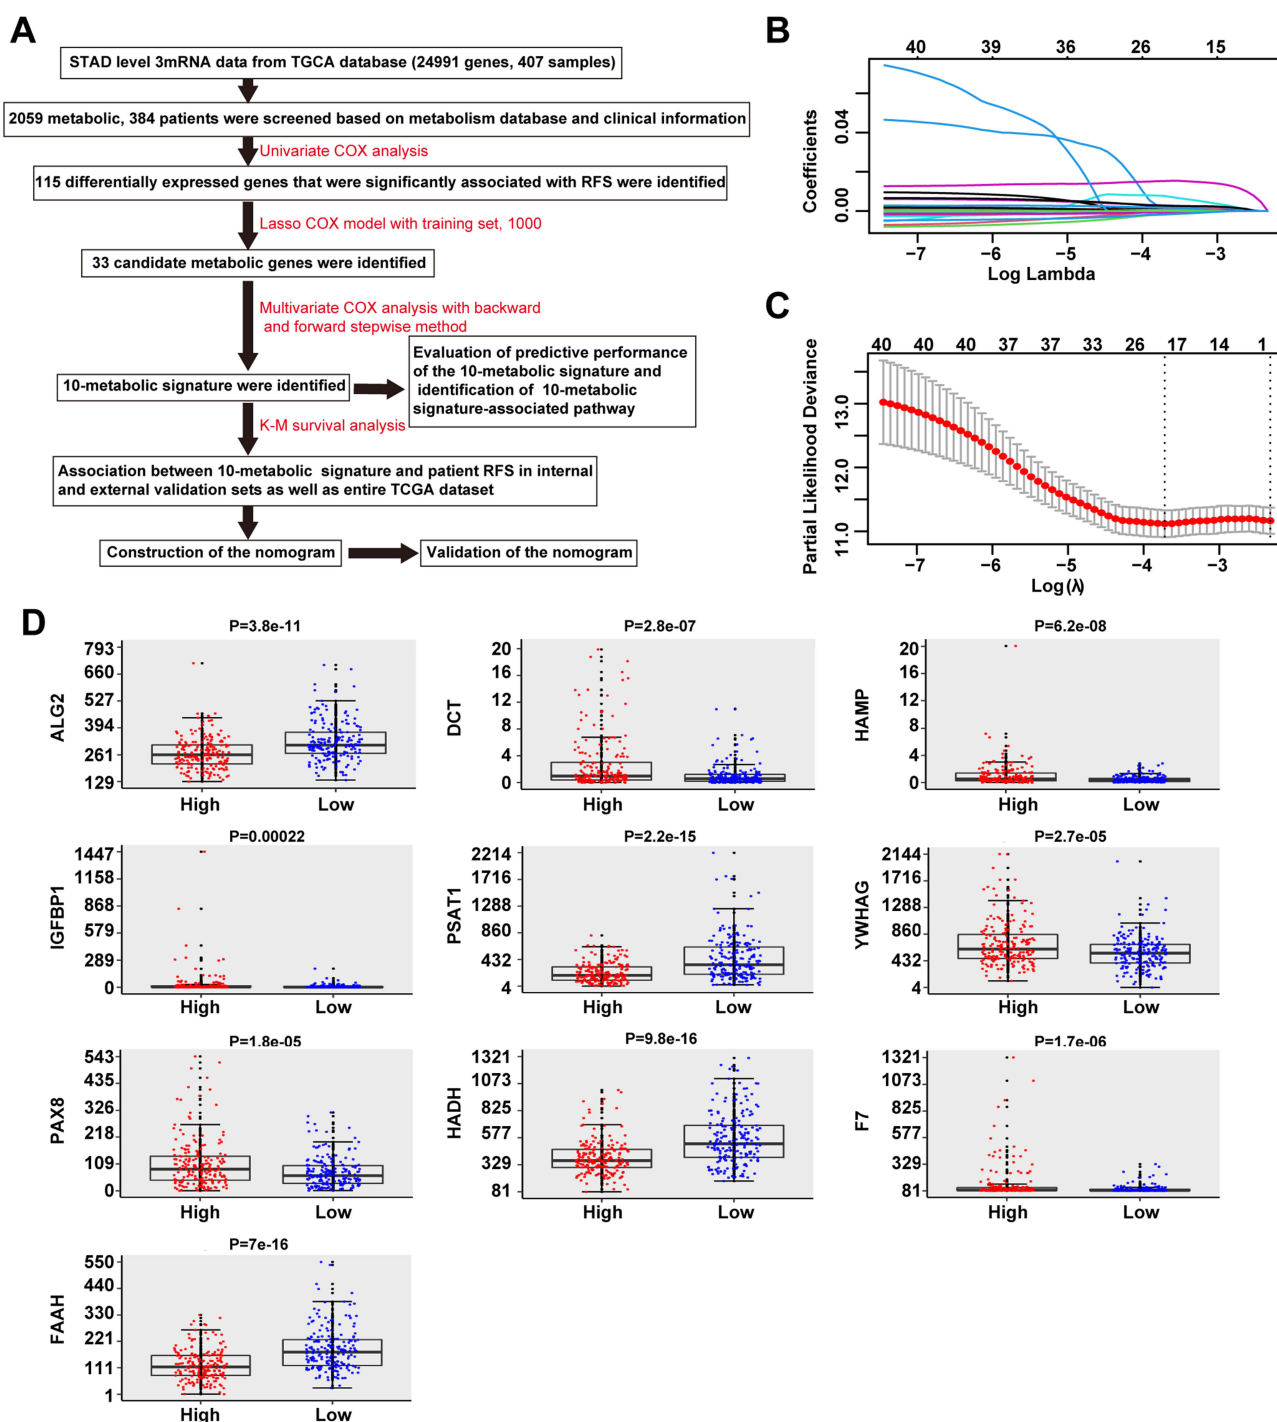 A
STAD level 3mRNA data from TGCA database (24991 genes, 407 samples)
2059 metabolic, 384 patients were screened based on metabolism database and clinical information
Univariate COX analysis
115 differentially expressed genes that were significantly associated with RFS were identified
Lasso COX model with training set, 1000
33 candidate metabolic genes were identified
Multivariate COX analysis with backward
and forward stepwise method
10-metabolic signature were identified
Evaluation of predictive performance
of the 10-metabolic signature and
identification of 10-metabolic
signature-associated pathway
K-M survival analysis
Association between 10-metabolic signature and patient RFS in internal
and external validation sets as well as entire TCGA dataset
Construction of the nomogram
Validation of the nomogram
B
40 39 36 26 15
Coefficients
0.04
0.00
−7 −6 −5 −4 −3
Log Lambda
C
40 40 40 37 37 33 26 17 14 1
Partial Likelihood Deviance
13.0
12.0
11.0
−7 −6 −5 −4 −3
Log(λ)
D
P=3.8e-11
ALG2
793
660
527
394
261
129
High Low
P=2.8e-07
DCT
20
16
12
8
4
0
High Low
P=6.2e-08
HAMP
20
16
12
8
4
0
High Low
P=0.00022
IGFBP1
1447
1158
868
579
289
0
High Low
P=2.2e-15
PSAT1
2214
1716
1288
860
432
4
High Low
P=2.7e-05
YWHAG
2144
1716
1288
860
432
4
High Low
P=1.8e-05
PAX8
543
435
326
218
109
0
High Low
P=9.8e-16
HADH
1321
1073
825
577
329
81
High Low
P=1.7e-06
F7
1321
1073
825
577
329
81
High Low
P=7e-16
FAAH
550
440
330
221
111
1
High Low